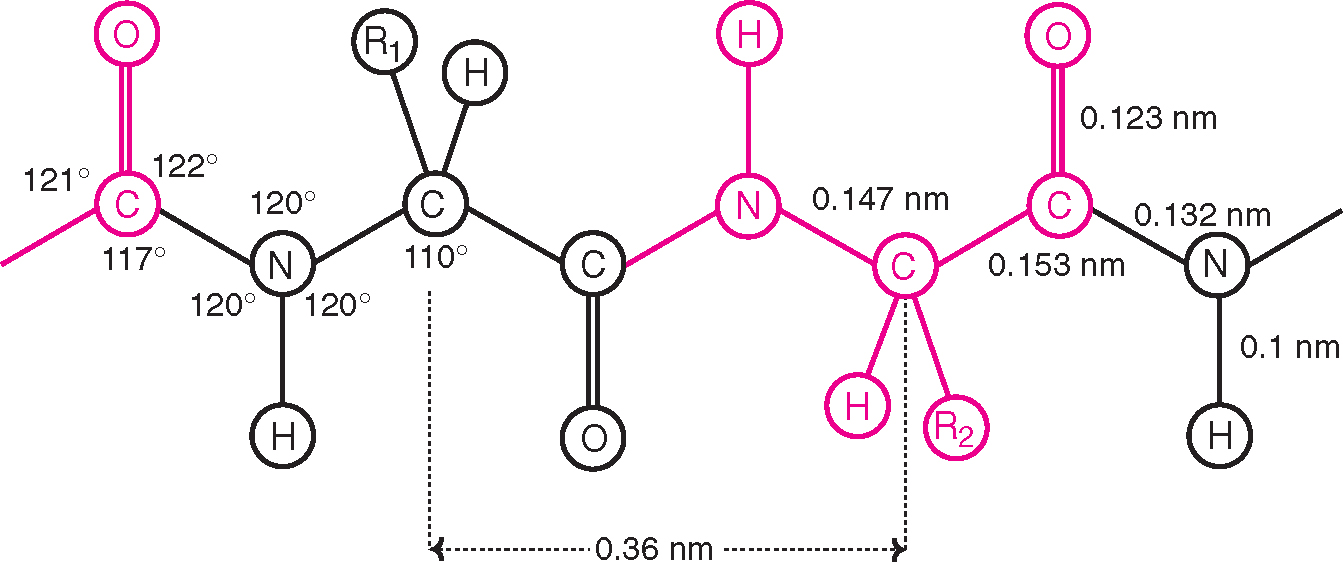 O
R₁
H
H
O
0.123 nm
121°
122°
C
120°
C
N
0.147 nm
C
0.132 nm
117°
N
110°
C
C
0.153 nm
N
120°
120°
0.1 nm
H
O
H
R₂
H
0.36 nm